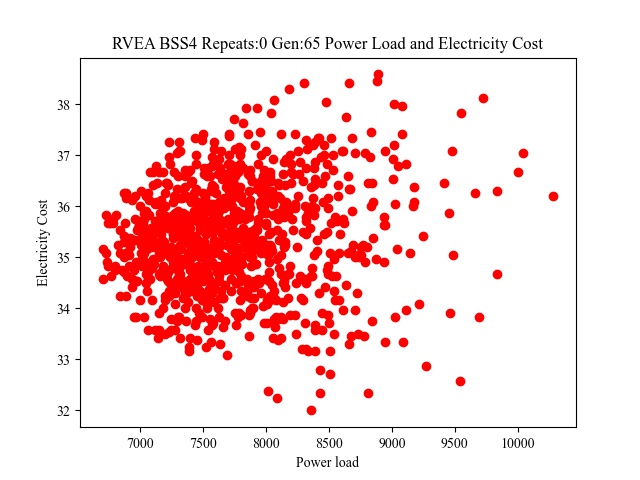 RVEA BSS4 Repeats:0 Gen:65 Power Load and Electricity Cost
38
37
36
35
34
33
32
Electricity Cost
7000 7500 8000 8500 9000 9500 10000
Power load